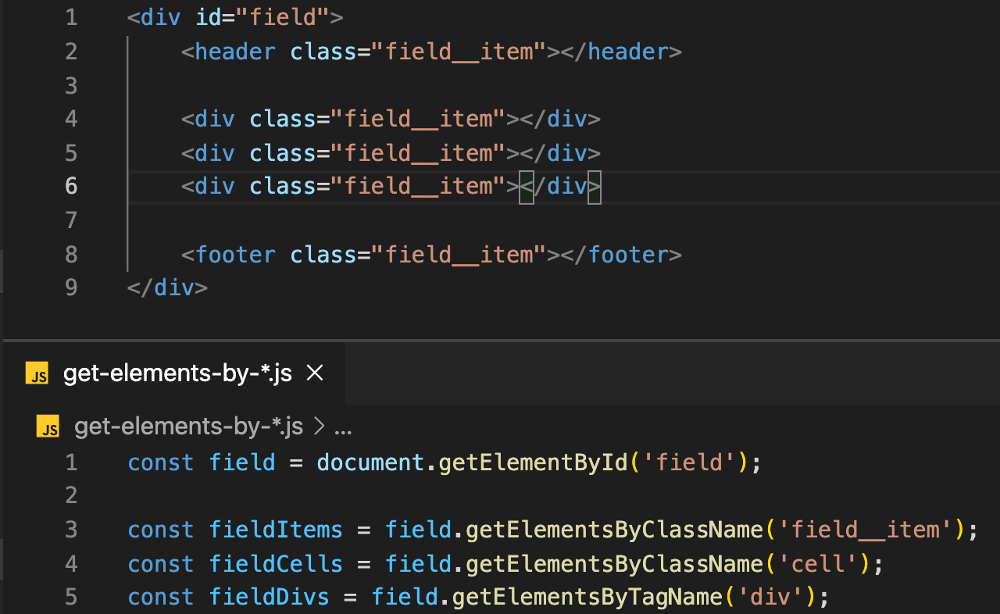 1 <div id="field">
2 <header class="field__item"></header>
3
4 <div class="field__item"></div>
5 <div class="field__item"></div>
6 <div class="field__item"></div>
7
8 <footer class="field__item"></footer>
9 </div>
JS get-elements-by-*.js ×
JS get-elements-by-*.js > ...
1 const field = document.getElementById('field');
2
3 const fieldItems = field.getElementsByClassName('field__item');
4 const fieldCells = field.getElementsByClassName('cell');
5 const fieldDivs = field.getElementsByTagName('div');